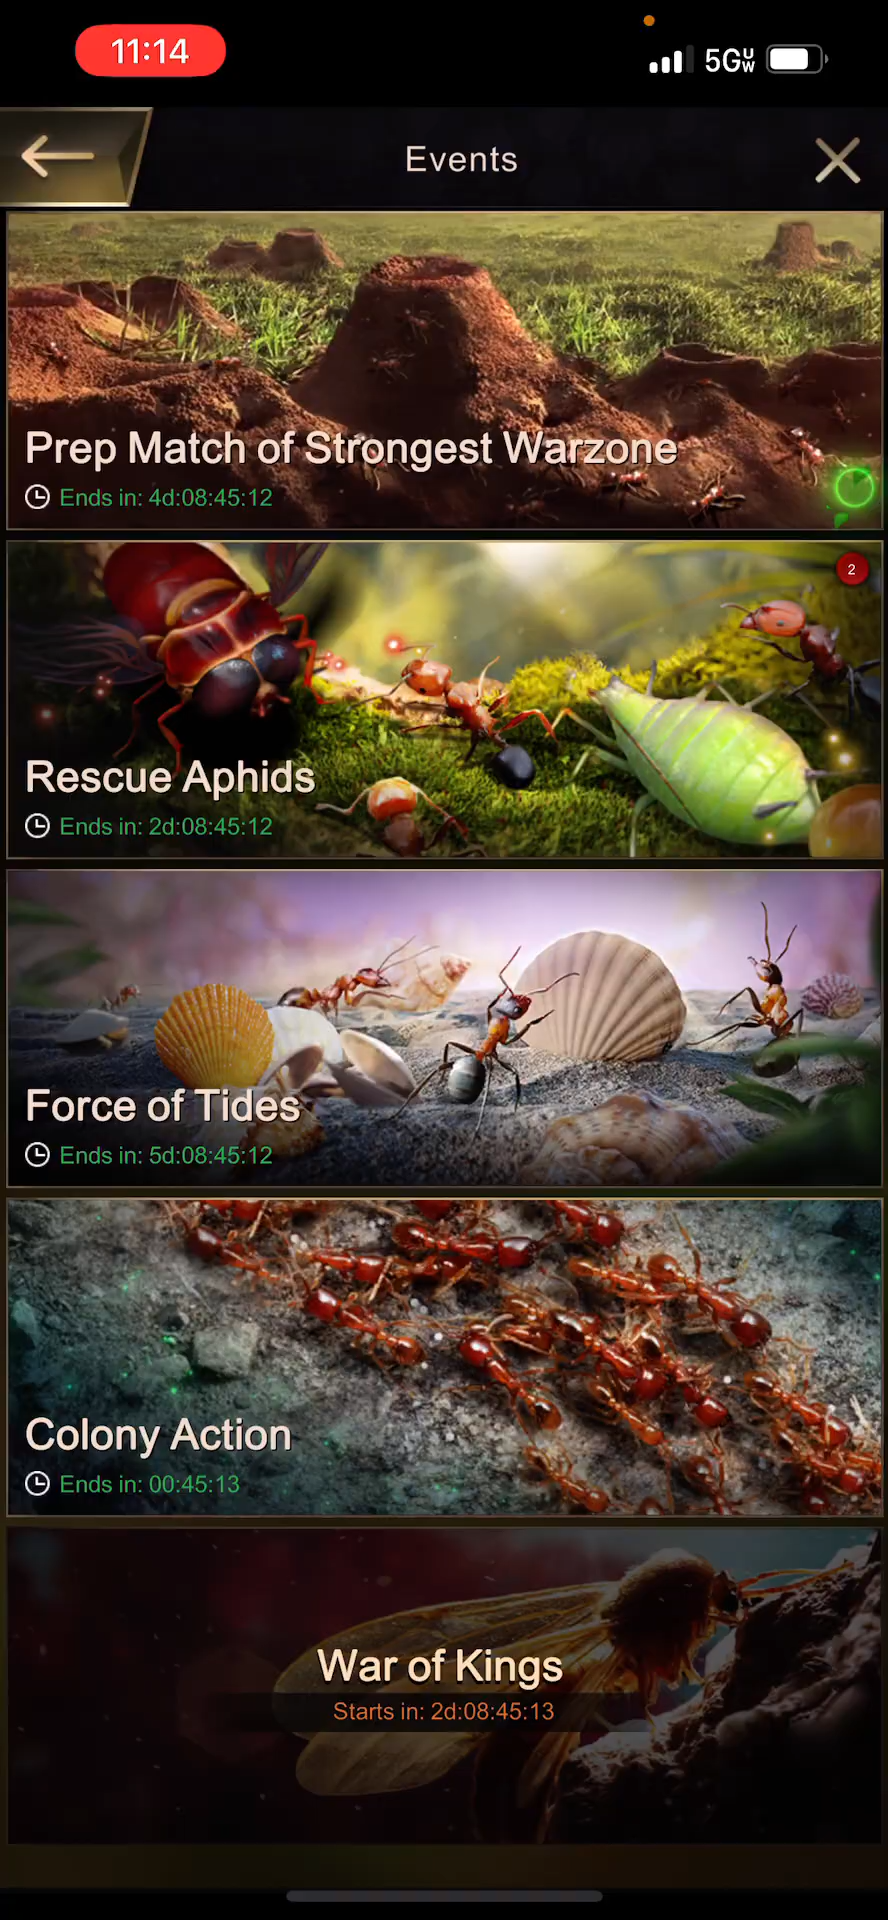 11:14
5GUW
Events
Prep Match of Strongest Warzone
Ends in: 4d:08:45:12
2
Rescue Aphids
Ends in: 2d:08:45:12
Force of Tides
Ends in: 5d:08:45:12
Colony Action
Ends in: 00:45:13
War of Kings
Starts in: 2d:08:45:13